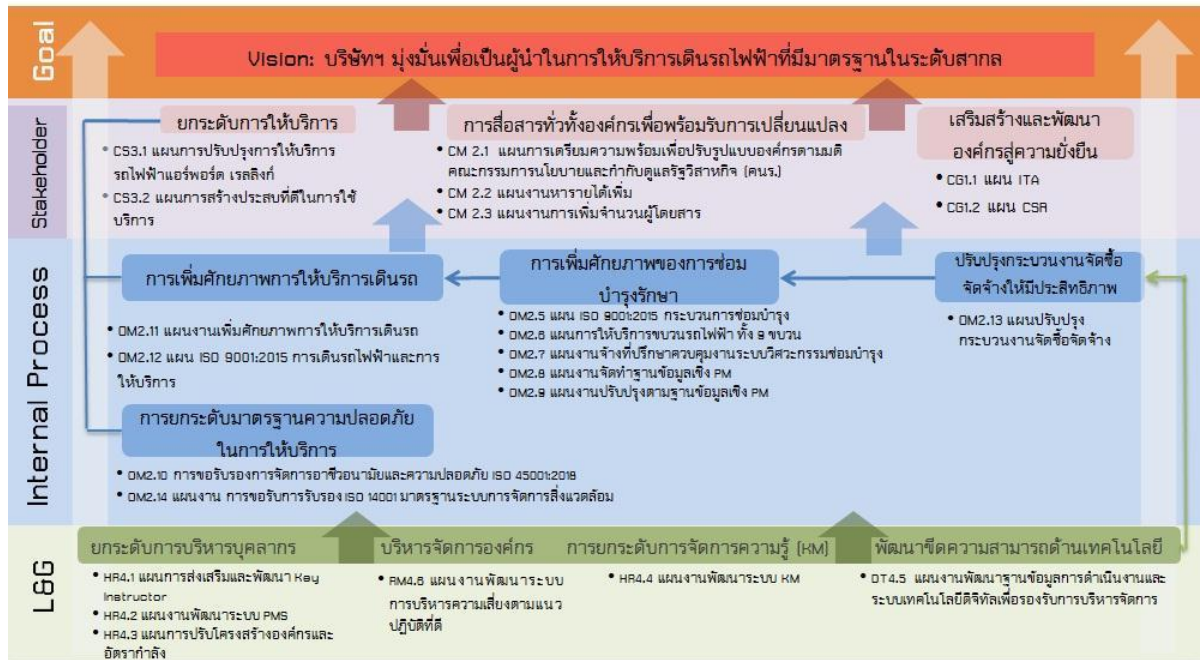 Goal
Vision: บริษัทฯ มุ่งมั่นเพื่อเป็นผู้นำในการให้บริการเดินรถไฟฟ้าที่มีมาตรฐานในระดับสากล
Stakeholder
ยกระดับการให้บริการ
• CS3.1 แผนการปรับปรุงการให้บริการ
รถไฟฟ้าแอร์พอร์ต เรลลิงก์
• CS3.2 แผนการสร้างประสบที่ดีในการใช้
บริการ
การสื่อสารทั่วทั้งองค์กรเพื่อพร้อมรับการเปลี่ยนแปลง
• CM 2.1 แผนการเตรียมความพร้อมเพื่อปรับรูปแบบองค์กรตามมติ
คณะกรรมการนโยบายและกำกับดูแลรัฐวิสาหกิจ (คนร.)
• CM 2.2 แผนงานหารายได้เพิ่ม
• CM 2.3 แผนงานการเพิ่มจำนวนผู้โดยสาร
เสริมสร้างและพัฒนา
องค์กรสู่ความยั่งยืน
• CG1.1 แผน ITA
• CG1.2 แผน CSR
Internal Process
การเพิ่มศักยภาพการให้บริการเดินรถ
• OM2.11 แผนงานเพิ่มศักยภาพการให้บริการเดินรถ
• OM2.12 แผน ISO 9001:2015 การเดินรถไฟฟ้าและการ
ให้บริการ
การเพิ่มศักยภาพของการซ่อม
บำรุงรักษา
• OM2.5 แผน ISO 9001:2015 กระบวนการซ่อมบำรุง
• OM2.6 แผนการให้บริการขบวนรถไฟฟ้า ทั้ง 9 ขบวน
• OM2.7 แผนงานจ้างที่ปรึกษาควบคุมงานระบบวิศวะกรรมซ่อมบำรุง
• OM2.8 แผนงานจัดทำฐานข้อมูลเชิง PM
• OM2.9 แผนงานปรับปรุงตามฐานข้อมูลเชิง PM
ปรับปรุงกระบวนงานจัดซื้อ
จัดจ้างให้มีประสิทธิภาพ
• OM2.13 แผนปรับปรุง
กระบวนงานจัดซื้อจัดจ้าง
การยกระดับมาตรฐานความปลอดภัย
ในการให้บริการ
• OM2.10 การขอรับรองการจัดการอาชีวอนามัยและความปลอดภัย ISO 45001:2018
• OM2.14 แผนงาน การขอรับการรับรอง ISO 14001 มาตรฐานระบบการจัดการสิ่งแวดล้อม
L&G
ยกระดับการบริหารบุคลากร
• HR4.1 แผนการส่งเสริมและพัฒนา Key
Instructor
• HR4.2 แผนงานพัฒนาระบบ PMS
• HR4.3 แผนการปรับโครงสร้างองค์กรและ
อัตรากำลัง
บริหารจัดการองค์กร
• RM4.6 แผนงานพัฒนาระบบ
การบริหารความเสี่ยงตามแนว
ปฏิบัติที่ดี
การยกระดับการจัดการความรู้ (KM)
• HR4.4 แผนงานพัฒนาระบบ KM
พัฒนาขีดความสามารถด้านเทคโนโลยี
• DT4.5 แผนงานพัฒนาฐานข้อมูลการดำเนินงานและ
ระบบเทคโนโลยีดิจิทัลเพื่อรองรับการบริหารจัดการ